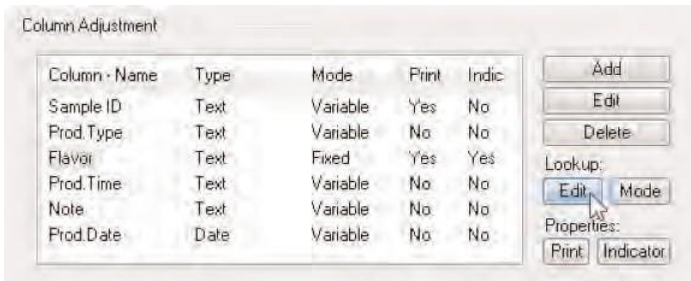 Column Adjustment
Column - Name Type Mode Print Indic
Sample ID Text Variable Yes No
Prod.Type Text Variable No No
Flavor Text Fixed Yes Yes
Prod.Time Text Variable No No
Note Text Variable No No
Prod.Date Date Variable No No
Add
Edit
Delete
Lookup:
Edit Mode
Properties:
Print Indicator